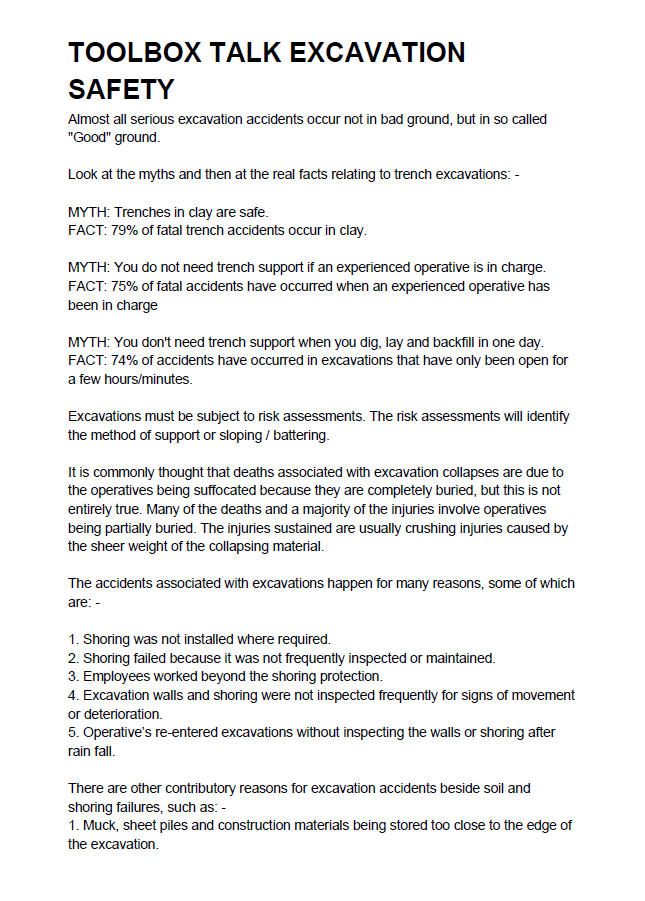 TOOLBOX TALK EXCAVATION
SAFETY
Almost all serious excavation accidents occur not in bad ground, but in so called
"Good" ground.
Look at the myths and then at the real facts relating to trench excavations: -
MYTH: Trenches in clay are safe.
FACT: 79% of fatal trench accidents occur in clay.
MYTH: You do not need trench support if an experienced operative is in charge.
FACT: 75% of fatal accidents have occurred when an experienced operative has
been in charge
MYTH: You don't need trench support when you dig, lay and backfill in one day.
FACT: 74% of accidents have occurred in excavations that have only been open for
a few hours/minutes.
Excavations must be subject to risk assessments. The risk assessments will identify
the method of support or sloping / battering.
It is commonly thought that deaths associated with excavation collapses are due to
the operatives being suffocated because they are completely buried, but this is not
entirely true. Many of the deaths and a majority of the injuries involve operatives
being partially buried. The injuries sustained are usually crushing injuries caused by
the sheer weight of the collapsing material.
The accidents associated with excavations happen for many reasons, some of which
are: -
1. Shoring was not installed where required.
2. Shoring failed because it was not frequently inspected or maintained.
3. Employees worked beyond the shoring protection.
4. Excavation walls and shoring were not inspected frequently for signs of movement
or deterioration.
5. Operative's re-entered excavations without inspecting the walls or shoring after
rain fall.
There are other contributory reasons for excavation accidents beside soil and
shoring failures, such as: -
1. Muck, sheet piles and construction materials being stored too close to the edge of
the excavation.